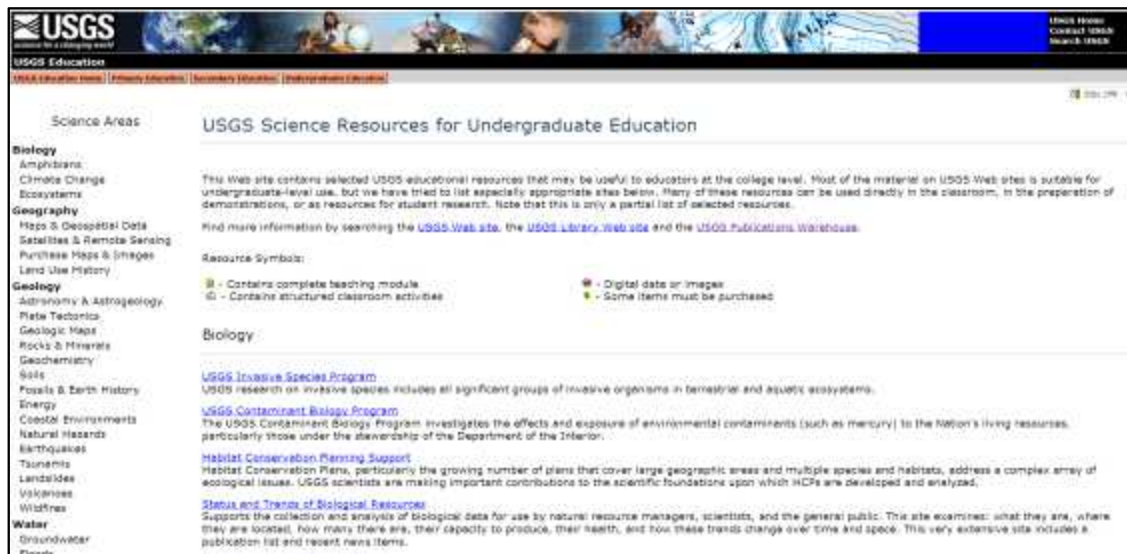 USGS
science for a changing world
USGS Home
Contact USGS
Search USGS
USGS Education
USGS Education Home | Primary Education | Secondary Education | Undergraduate Education
Science Areas
Biology
Amphibians
Climate Change
Ecosystems
Geography
Maps & Geospatial Data
Satellites & Remote Sensing
Purchase Maps & Images
Land Use History
Geology
Astronomy & Astrogeology
Plate Tectonics
Geologic Maps
Rocks & Minerals
Geochemistry
Soils
Fossils & Earth History
Energy
Coastal Environments
Natural Hazards
Earthquakes
Tsunamis
Landslides
Volcanoes
Wildfires
Water
Groundwater
Floods
USGS Science Resources for Undergraduate Education
This Web site contains selected USGS educational resources that may be useful to educators at the college level. Most of the material on USGS Web sites is suitable for
undergraduate-level use, but we have tried to list especially appropriate sites below. Many of these resources can be used directly in the classroom, in the preparation of
demonstrations, or as resources for student research. Note that this is only a partial list of selected resources.
Find more information by searching the USGS Web site, the USGS Library Web site and the USGS Publications Warehouse.
Resource Symbols:
- Contains complete teaching module
- Contains structured classroom activities
- Digital data or images
- Some items must be purchased
Biology
USGS Invasive Species Program
USGS research on invasive species includes all significant groups of invasive organisms in terrestrial and aquatic ecosystems.
USGS Contaminant Biology Program
The USGS Contaminant Biology Program investigates the effects and exposure of environmental contaminants (such as mercury) to the Nation's living resources,
particularly those under the stewardship of the Department of the Interior.
Habitat Conservation Planning Support
Habitat Conservation Plans, particularly the growing number of plans that cover large geographic areas and multiple species and habitats, address a complex array of
ecological issues. USGS scientists are making important contributions to the scientific foundations upon which HCPs are developed and analyzed.
Status and Trends of Biological Resources
Supports the collection and analysis of biological data for use by natural resource managers, scientists, and the general public. This site examines: what they are, where
they are located, how many there are, their capacity to produce, their health, and how these trends change over time and space. This very extensive site includes a
publication list and recent news items.